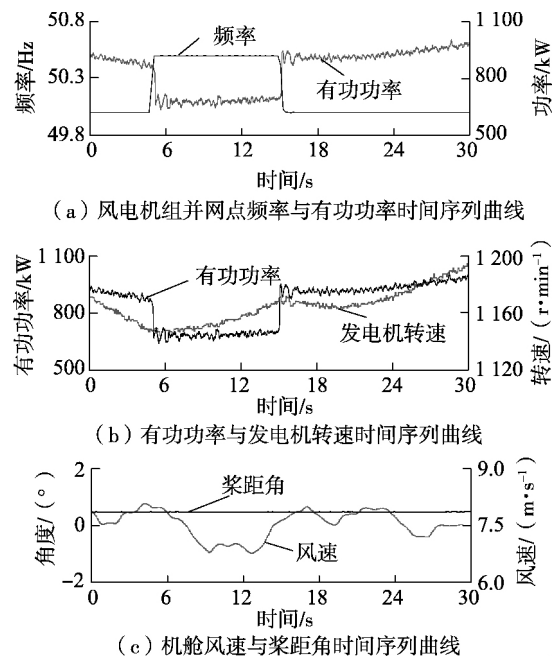 50.8
50.3
49.8
频率/Hz
频率
有功功率
1 100
900
700
500
功率/kW
0
6
12
18
24
30
时间/s
(a)风电机组并网点频率与有功功率时间序列曲线
1 100
900
700
500
有功功率/kW
有功功率
发电机转速
1 200
1 160
1 120
转速/(r·min⁻¹)
0
6
12
18
24
30
时间/s
(b)有功功率与发电机转速时间序列曲线
2
0
-2
角度/(°)
桨距角
风速
9.0
7.5
6.0
风速/(m·s⁻¹)
0
6
12
18
24
30
时间/s
(c)机舱风速与桨距角时间序列曲线